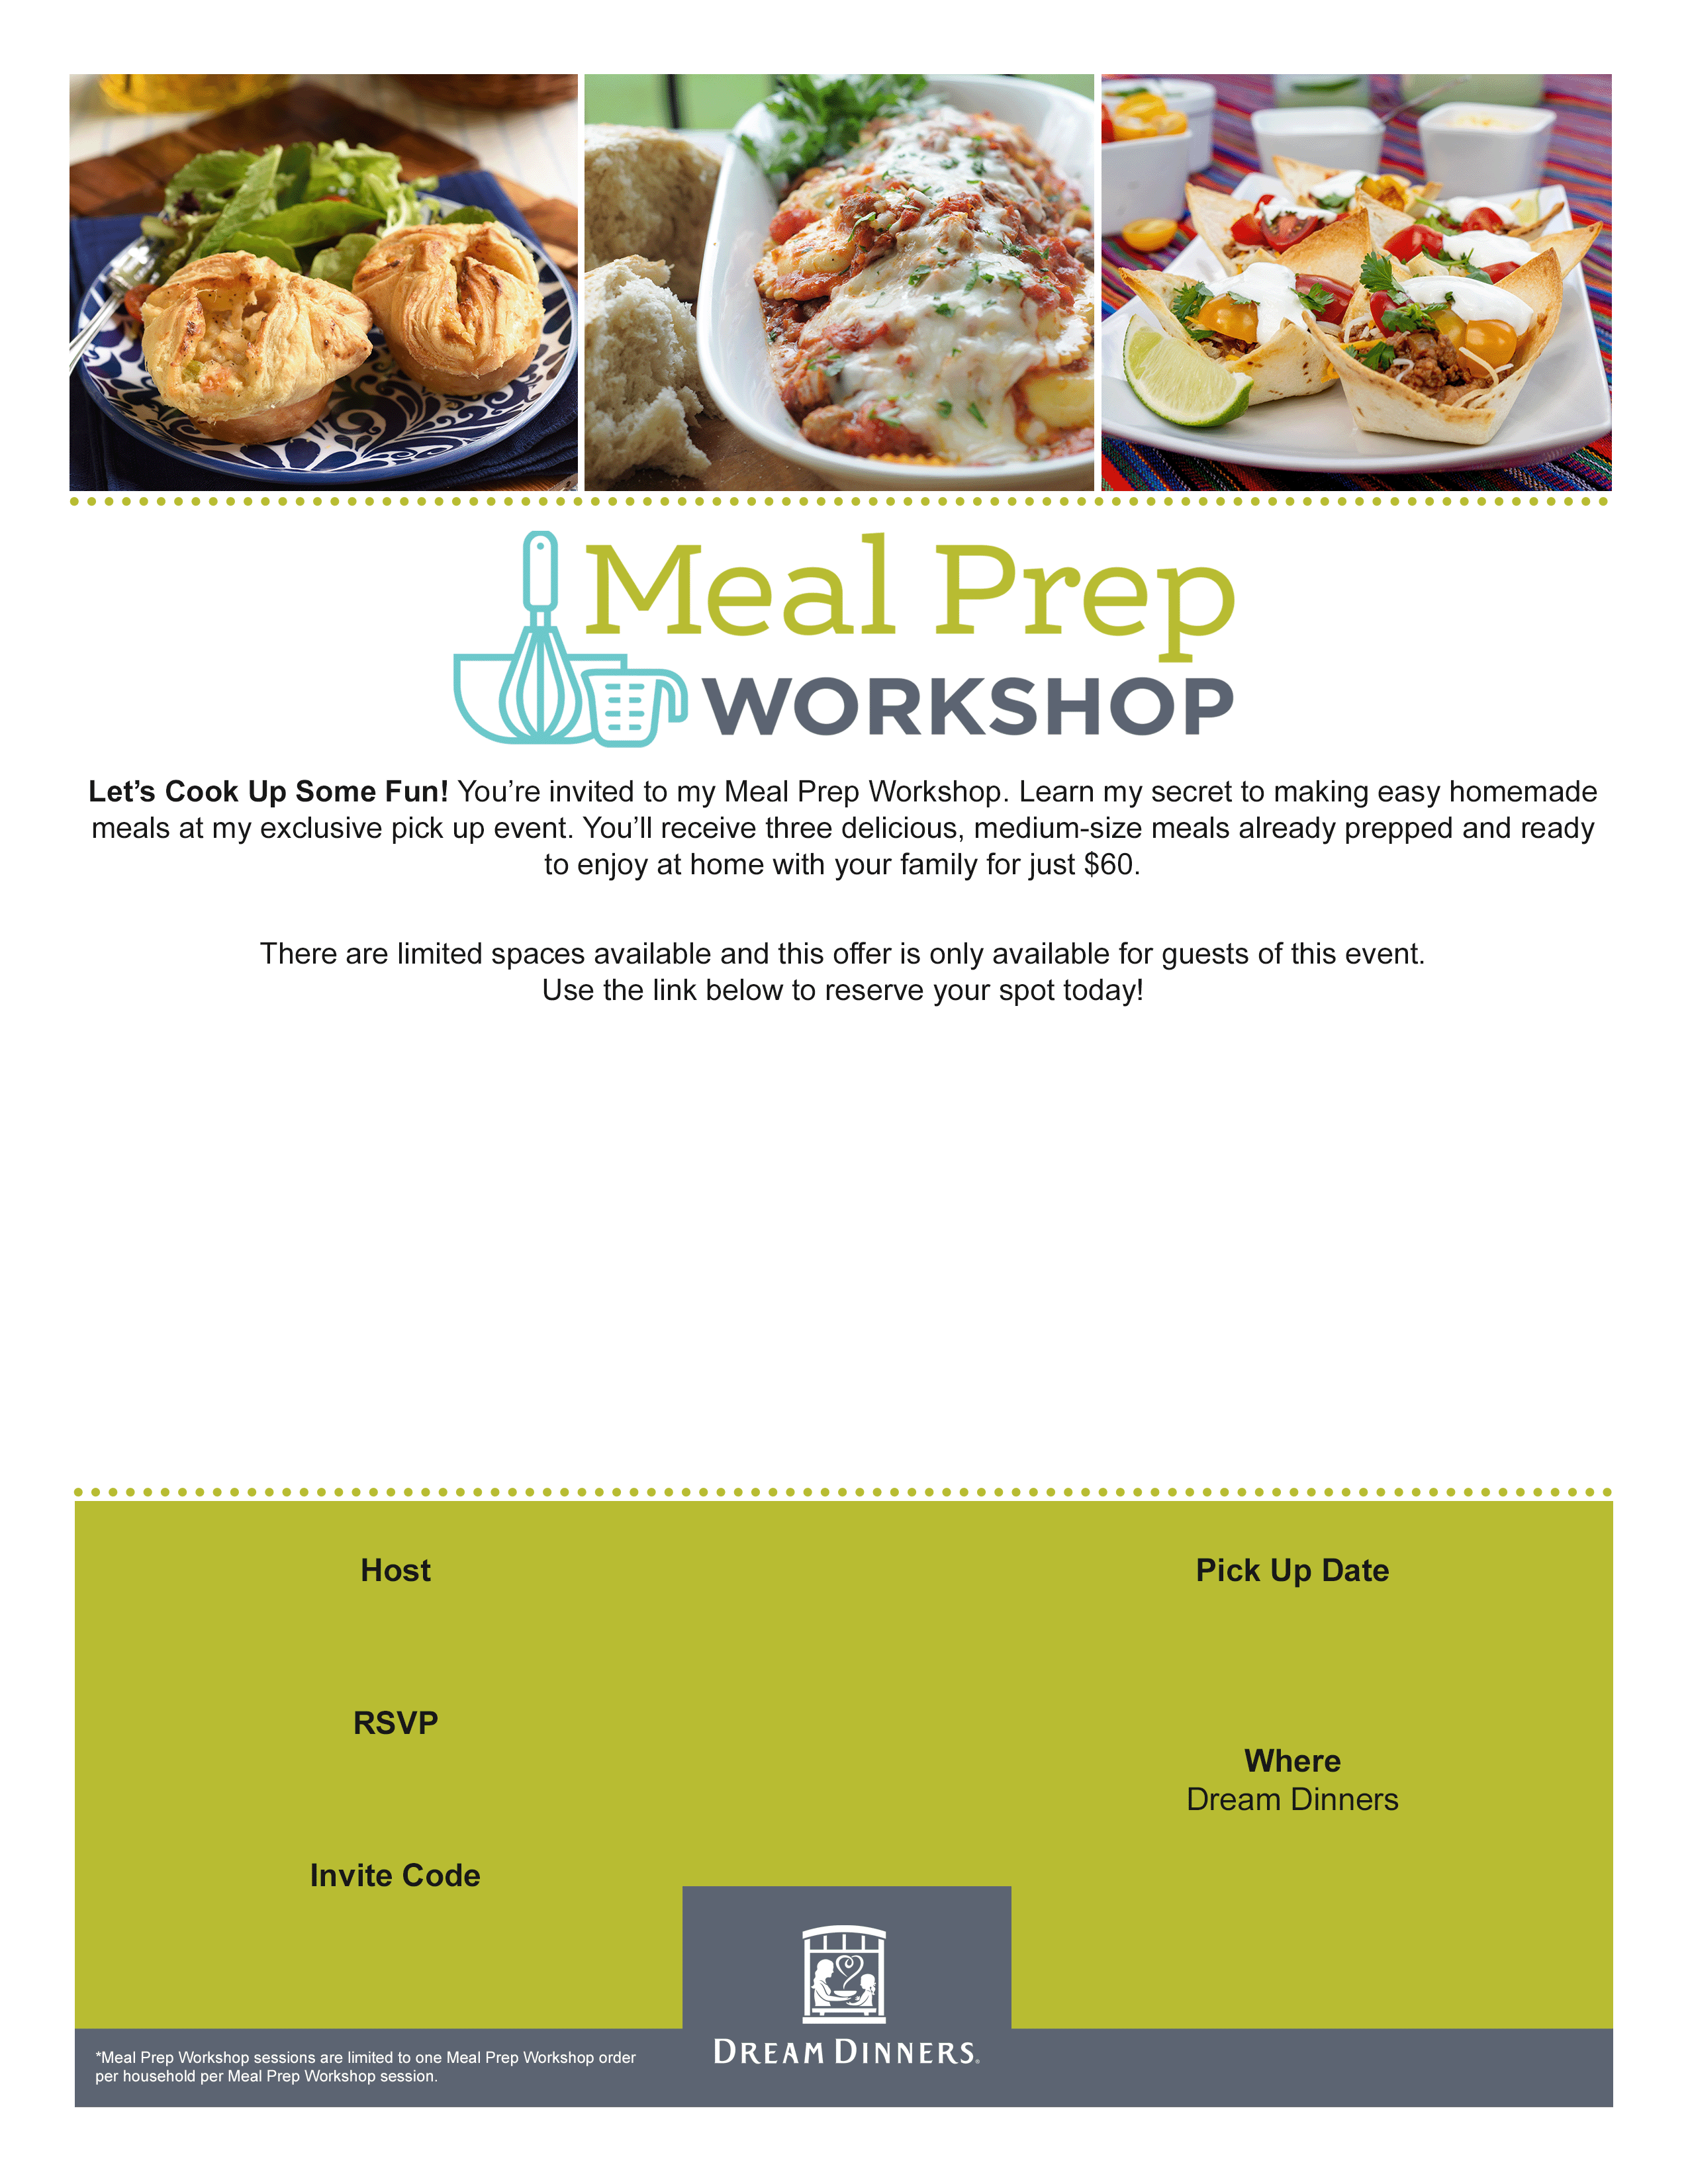 Meal Prep
WORKSHOP
Let’s Cook Up Some Fun! You’re invited to my Meal Prep Workshop. Learn my secret to making easy homemade
meals at my exclusive pick up event. You’ll receive three delicious, medium-size meals already prepped and ready
to enjoy at home with your family for just $60.
There are limited spaces available and this offer is only available for guests of this event.
Use the link below to reserve your spot today!
Host
RSVP
Invite Code
Pick Up Date
Where
Dream Dinners
DREAM DINNERS®
*Meal Prep Workshop sessions are limited to one Meal Prep Workshop order
per household per Meal Prep Workshop session.